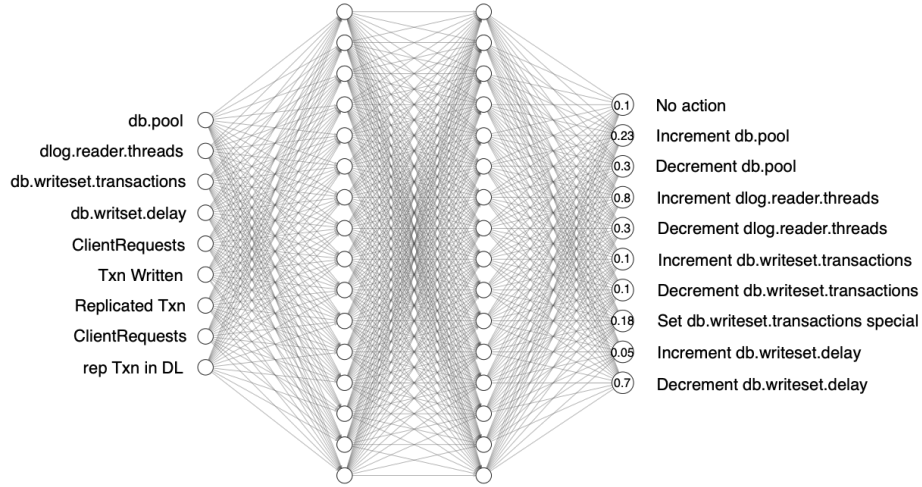 db.pool
dlog.reader.threads
db.writeset.transactions
db.writset.delay
ClientRequests
Txn Written
Replicated Txn
ClientRequests
rep Txn in DL
0.1 No action
0.23 Increment db.pool
0.3 Decrement db.pool
0.8 Increment dlog.reader.threads
0.3 Decrement dlog.reader.threads
0.1 Increment db.writeset.transactions
0.1 Decrement db.writeset.transactions
0.18 Set db.writeset.transactions special
0.05 Increment db.writeset.delay
0.7 Decrement db.writeset.delay